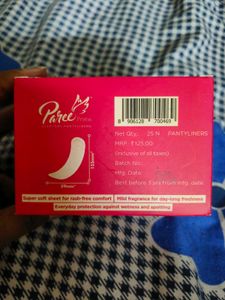 Paree
8 906128 700469
Net Qty: 25 N PANTYLINERS
MRP: ₹125.00
(Inclusive of all taxes)
Batch No.:
Mfg. Date:
Best before: 5 yrs from mfg. date
155mm
Super soft sheet for rash-free comfort
Mild fragrance for day-long freshness
Everyday protection against wetness and spotting